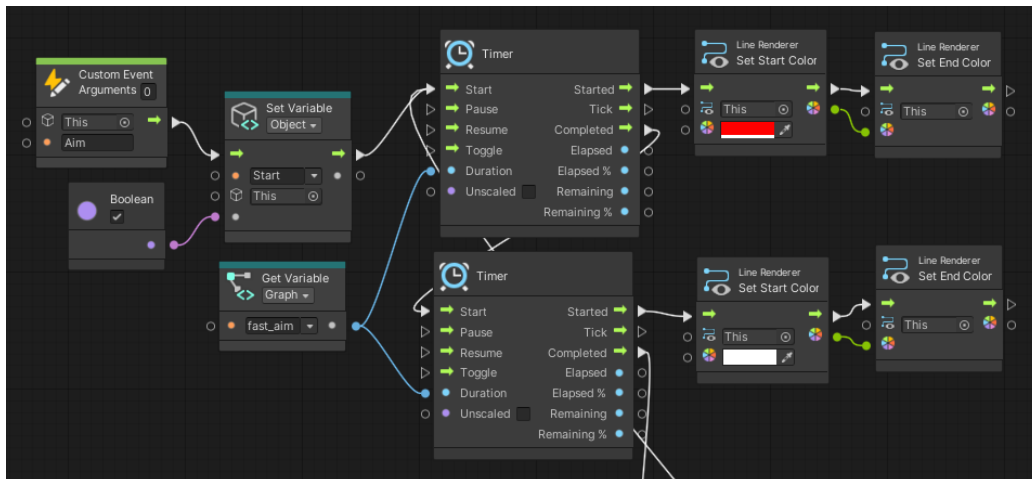 Custom Event
Arguments 0
This
Aim
Boolean
Set Variable
Object
Start
This
Get Variable
Graph
fast_aim
Timer
Start Started
Pause Tick
Resume Completed
Toggle Elapsed
Duration Elapsed %
Unscaled Remaining
Remaining %
Line Renderer
Set Start Color
This
Line Renderer
Set End Color
This
Timer
Start Started
Pause Tick
Resume Completed
Toggle Elapsed
Duration Elapsed %
Unscaled Remaining
Remaining %
Line Renderer
Set Start Color
This
Line Renderer
Set End Color
This